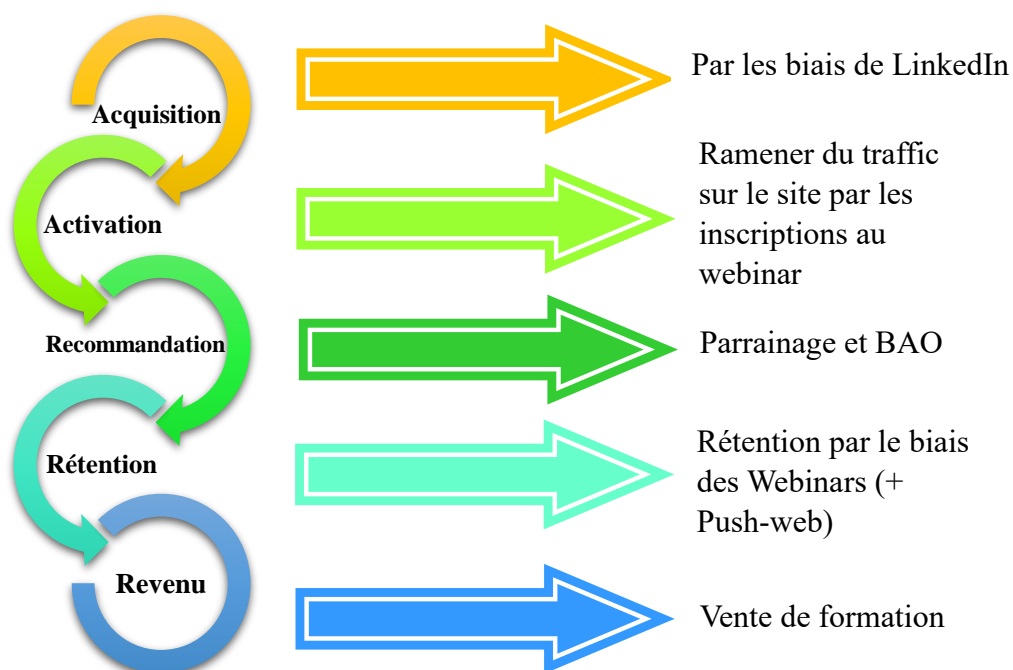 Acquisition
Par les biais de LinkedIn
Activation
Ramener du traffic
sur le site par les
inscriptions au
webinar
Recommandation
Parrainage et BAO
Rétention
Rétention par le biais
des Webinars (+
Push-web)
Revenu
Vente de formation